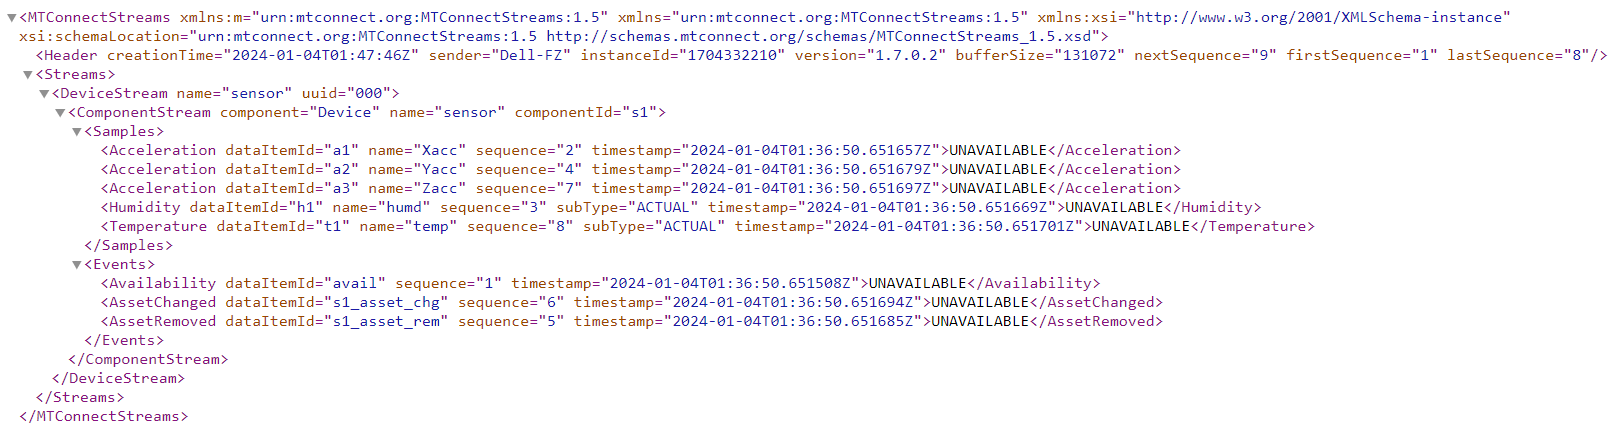 <MTConnectStreams xmlns:m="urn:mtconnect.org:MTConnectStreams:1.5" xmlns="urn:mtconnect.org:MTConnectStreams:1.5" xmlns:xsi="http://www.w3.org/2001/XMLSchema-instance"
xsi:schemaLocation="urn:mtconnect.org:MTConnectStreams:1.5 http://schemas.mtconnect.org/schemas/MTConnectStreams_1.5.xsd">
<Header creationTime="2024-01-04T01:47:46Z" sender="Dell-FZ" instanceId="1704332210" version="1.7.0.2" bufferSize="131072" nextSequence="9" firstSequence="1" lastSequence="8"/>
<Streams>
<DeviceStream name="sensor" uuid="000">
<ComponentStream component="Device" name="sensor" componentId="s1">
<Samples>
<Acceleration dataItemId="a1" name="Xacc" sequence="2" timestamp="2024-01-04T01:36:50.651657Z">UNAVAILABLE</Acceleration>
<Acceleration dataItemId="a2" name="Yacc" sequence="4" timestamp="2024-01-04T01:36:50.651679Z">UNAVAILABLE</Acceleration>
<Acceleration dataItemId="a3" name="Zacc" sequence="7" timestamp="2024-01-04T01:36:50.651697Z">UNAVAILABLE</Acceleration>
<Humidity dataItemId="h1" name="humd" sequence="3" subType="ACTUAL" timestamp="2024-01-04T01:36:50.651669Z">UNAVAILABLE</Humidity>
<Temperature dataItemId="t1" name="temp" sequence="8" subType="ACTUAL" timestamp="2024-01-04T01:36:50.651701Z">UNAVAILABLE</Temperature>
</Samples>
<Events>
<Availability dataItemId="avail" sequence="1" timestamp="2024-01-04T01:36:50.651508Z">UNAVAILABLE</Availability>
<AssetChanged dataItemId="s1_asset_chg" sequence="6" timestamp="2024-01-04T01:36:50.651694Z">UNAVAILABLE</AssetChanged>
<AssetRemoved dataItemId="s1_asset_rem" sequence="5" timestamp="2024-01-04T01:36:50.651685Z">UNAVAILABLE</AssetRemoved>
</Events>
</ComponentStream>
</DeviceStream>
</Streams>
</MTConnectStreams>